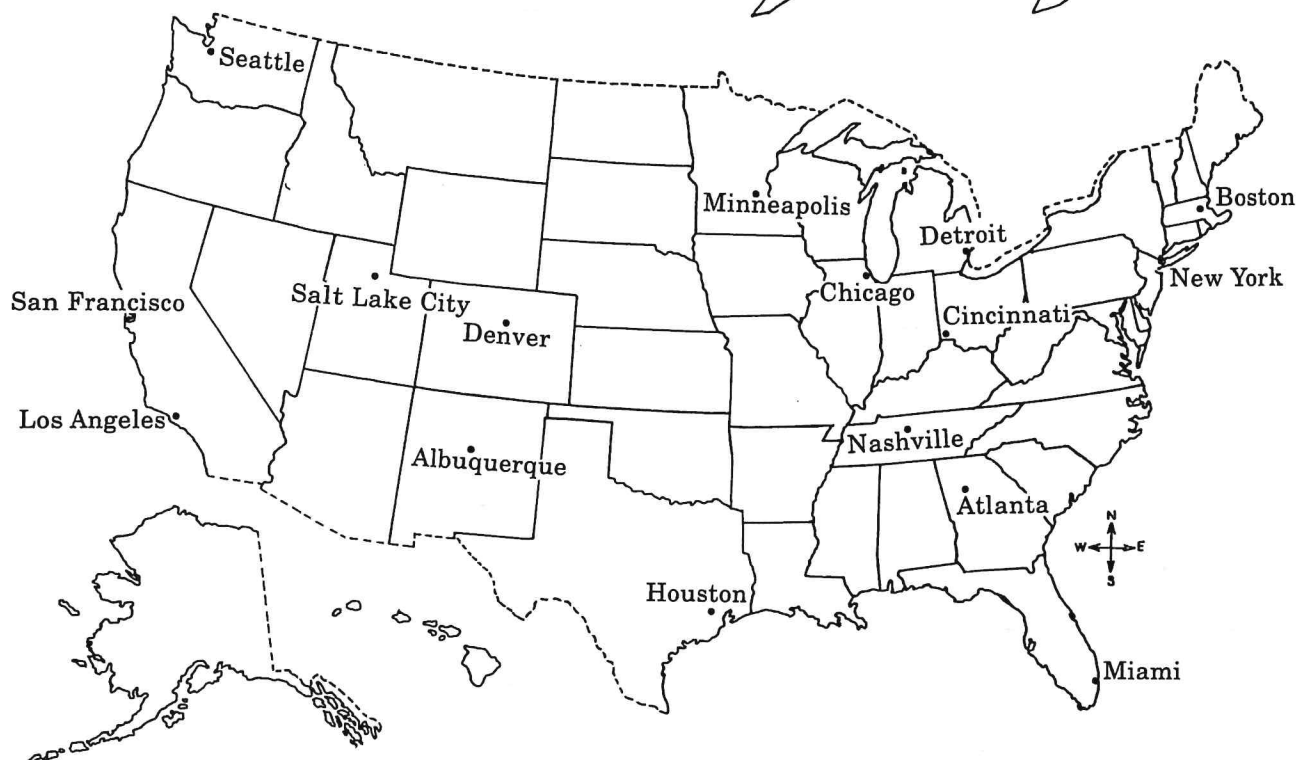 Seattle
Minneapolis
Boston
Detroit
New York
San Francisco
Salt Lake City
Chicago
Denver
Cincinnati
Los Angeles
Nashville
Albuquerque
Atlanta
N
W E
S
Houston
Miami